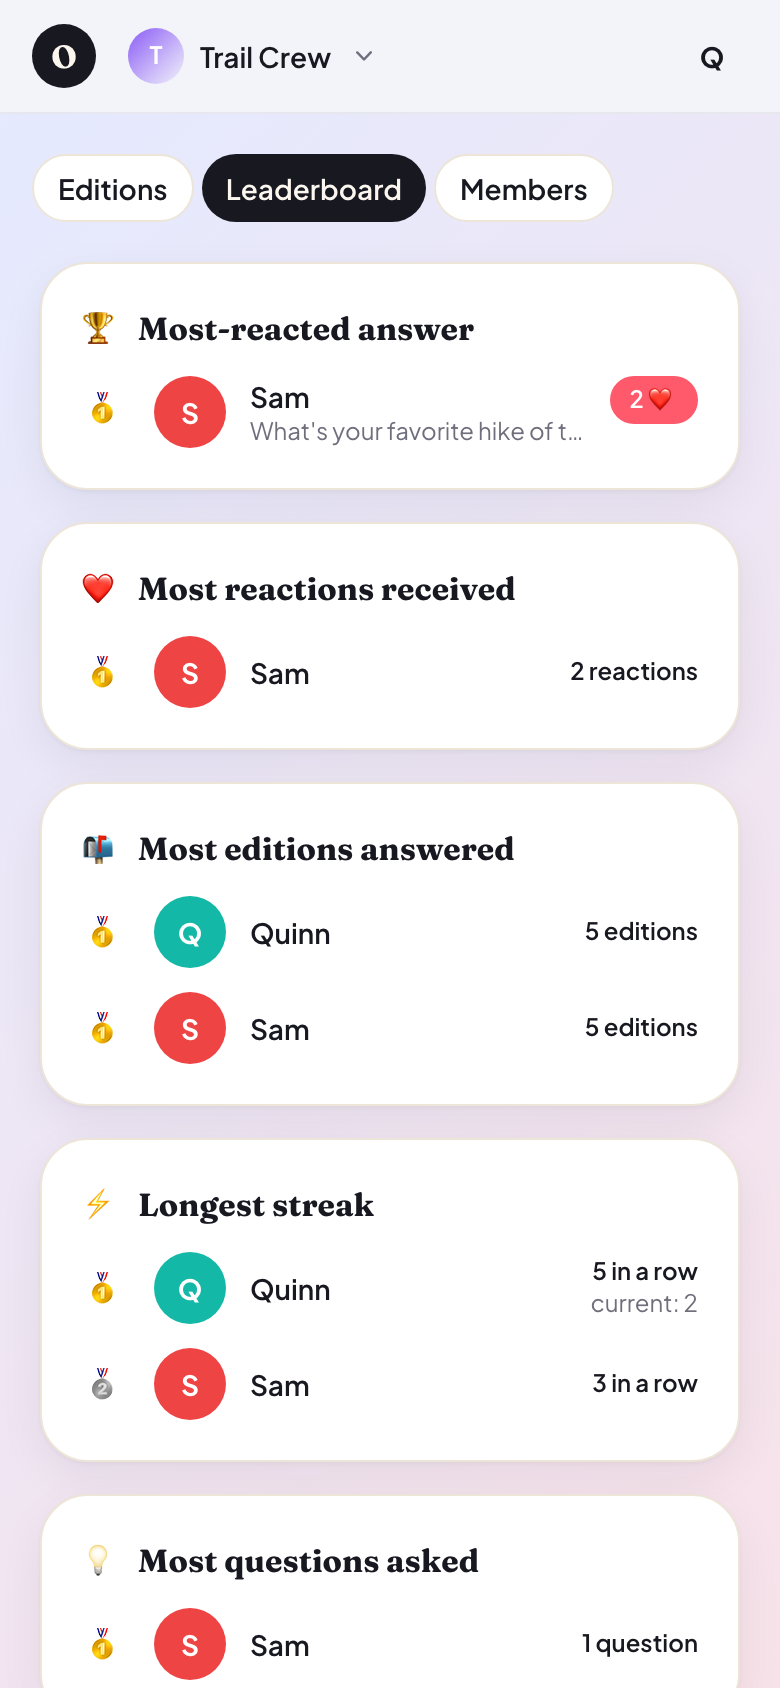 O T Trail Crew Q
Editions Leaderboard Members
🏆 Most-reacted answer
🥇 S Sam 2 ❤️
What's your favorite hike of t...
❤️ Most reactions received
🥇 S Sam 2 reactions
📬 Most editions answered
🥇 Q Quinn 5 editions
🥇 S Sam 5 editions
⚡ Longest streak
🥇 Q Quinn 5 in a row
current: 2
🥈 S Sam 3 in a row
💡 Most questions asked
🥇 S Sam 1 question